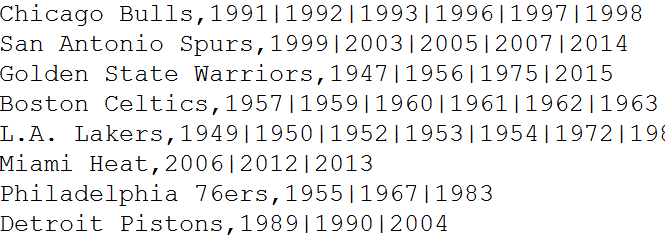 Chicago Bulls,1991|1992|1993|1996|1997|1998
San Antonio Spurs,1999|2003|2005|2007|2014
Golden State Warriors,1947|1956|1975|2015
Boston Celtics,1957|1959|1960|1961|1962|1963
L.A. Lakers,1949|1950|1952|1953|1954|1972|
Miami Heat,2006|2012|2013
Philadelphia 76ers,1955|1967|1983
Detroit Pistons,1989|1990|2004